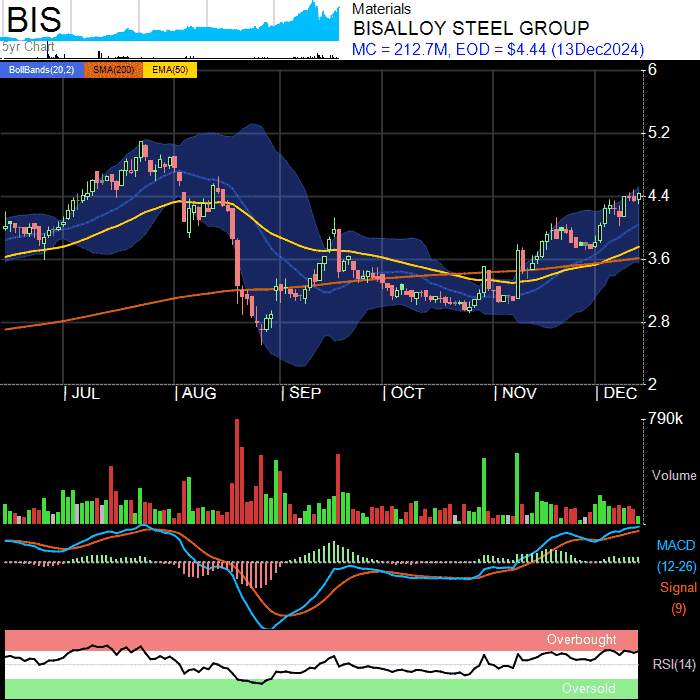 BIS
5yr Chart
Materials
BISALLOY STEEL GROUP
MC = 212.7M, EOD = $4.44 (13Dec2024)
BollBands(20,2) SMA(200) EMA(50)
6
5.2
4.4
3.6
2.8
2
JUL AUG SEP OCT NOV DEC
790k
Volume
MACD
(12-26)
Signal
(9)
Overbought
RSI(14)
Oversold